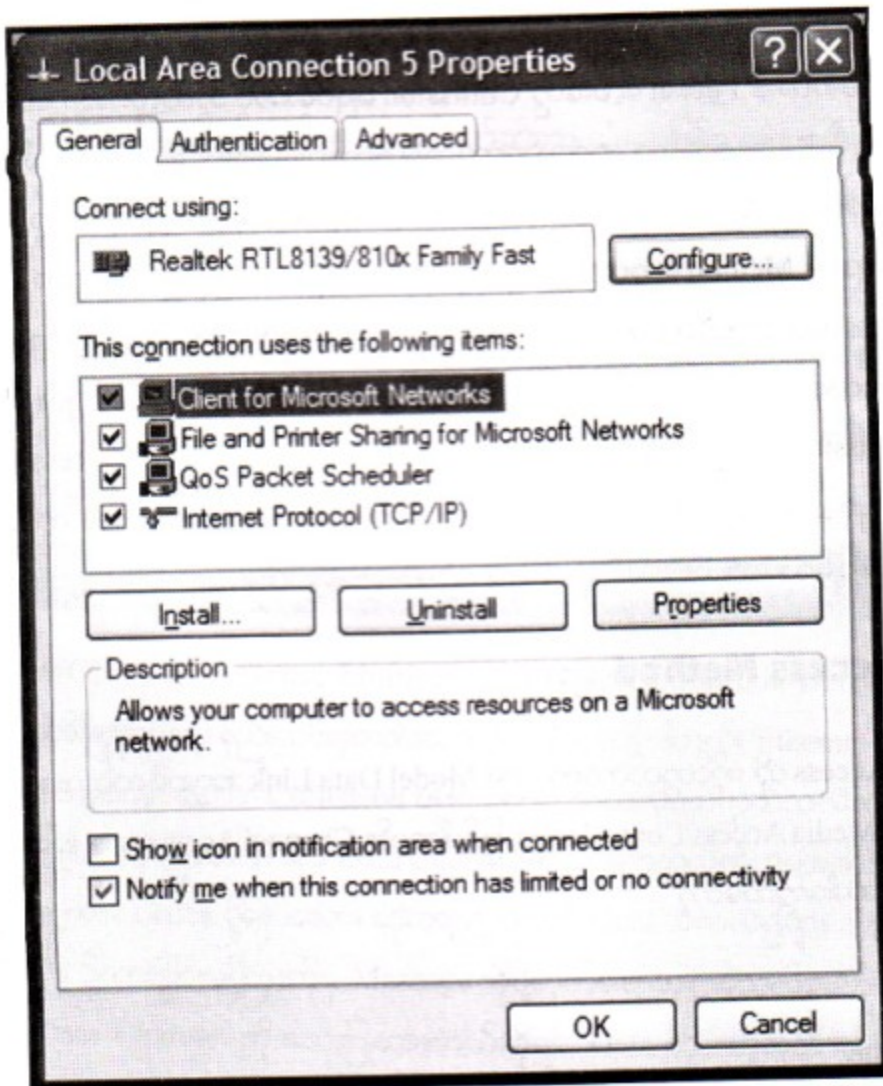 Local Area Connection 5 Properties
General Authentication Advanced
Connect using:
Realtek RTL8139/810x Family Fast Configure...
This connection uses the following items:
Client for Microsoft Networks
File and Printer Sharing for Microsoft Networks
QoS Packet Scheduler
Internet Protocol (TCP/IP)
Install... Uninstall Properties
Description
Allows your computer to access resources on a Microsoft
network.
Show icon in notification area when connected
Notify me when this connection has limited or no connectivity
OK Cancel